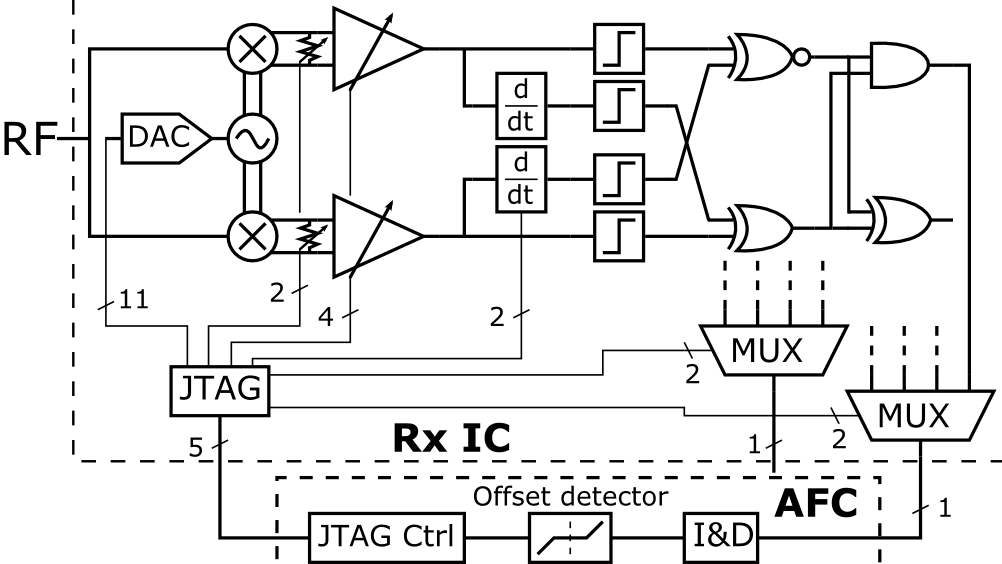 d
dt
RF
DAC
d
dt
11
2
4
2
MUX
2
JTAG
MUX
5
Rx IC
1
2
Offset detector
AFC
1
JTAG Ctrl
I&D